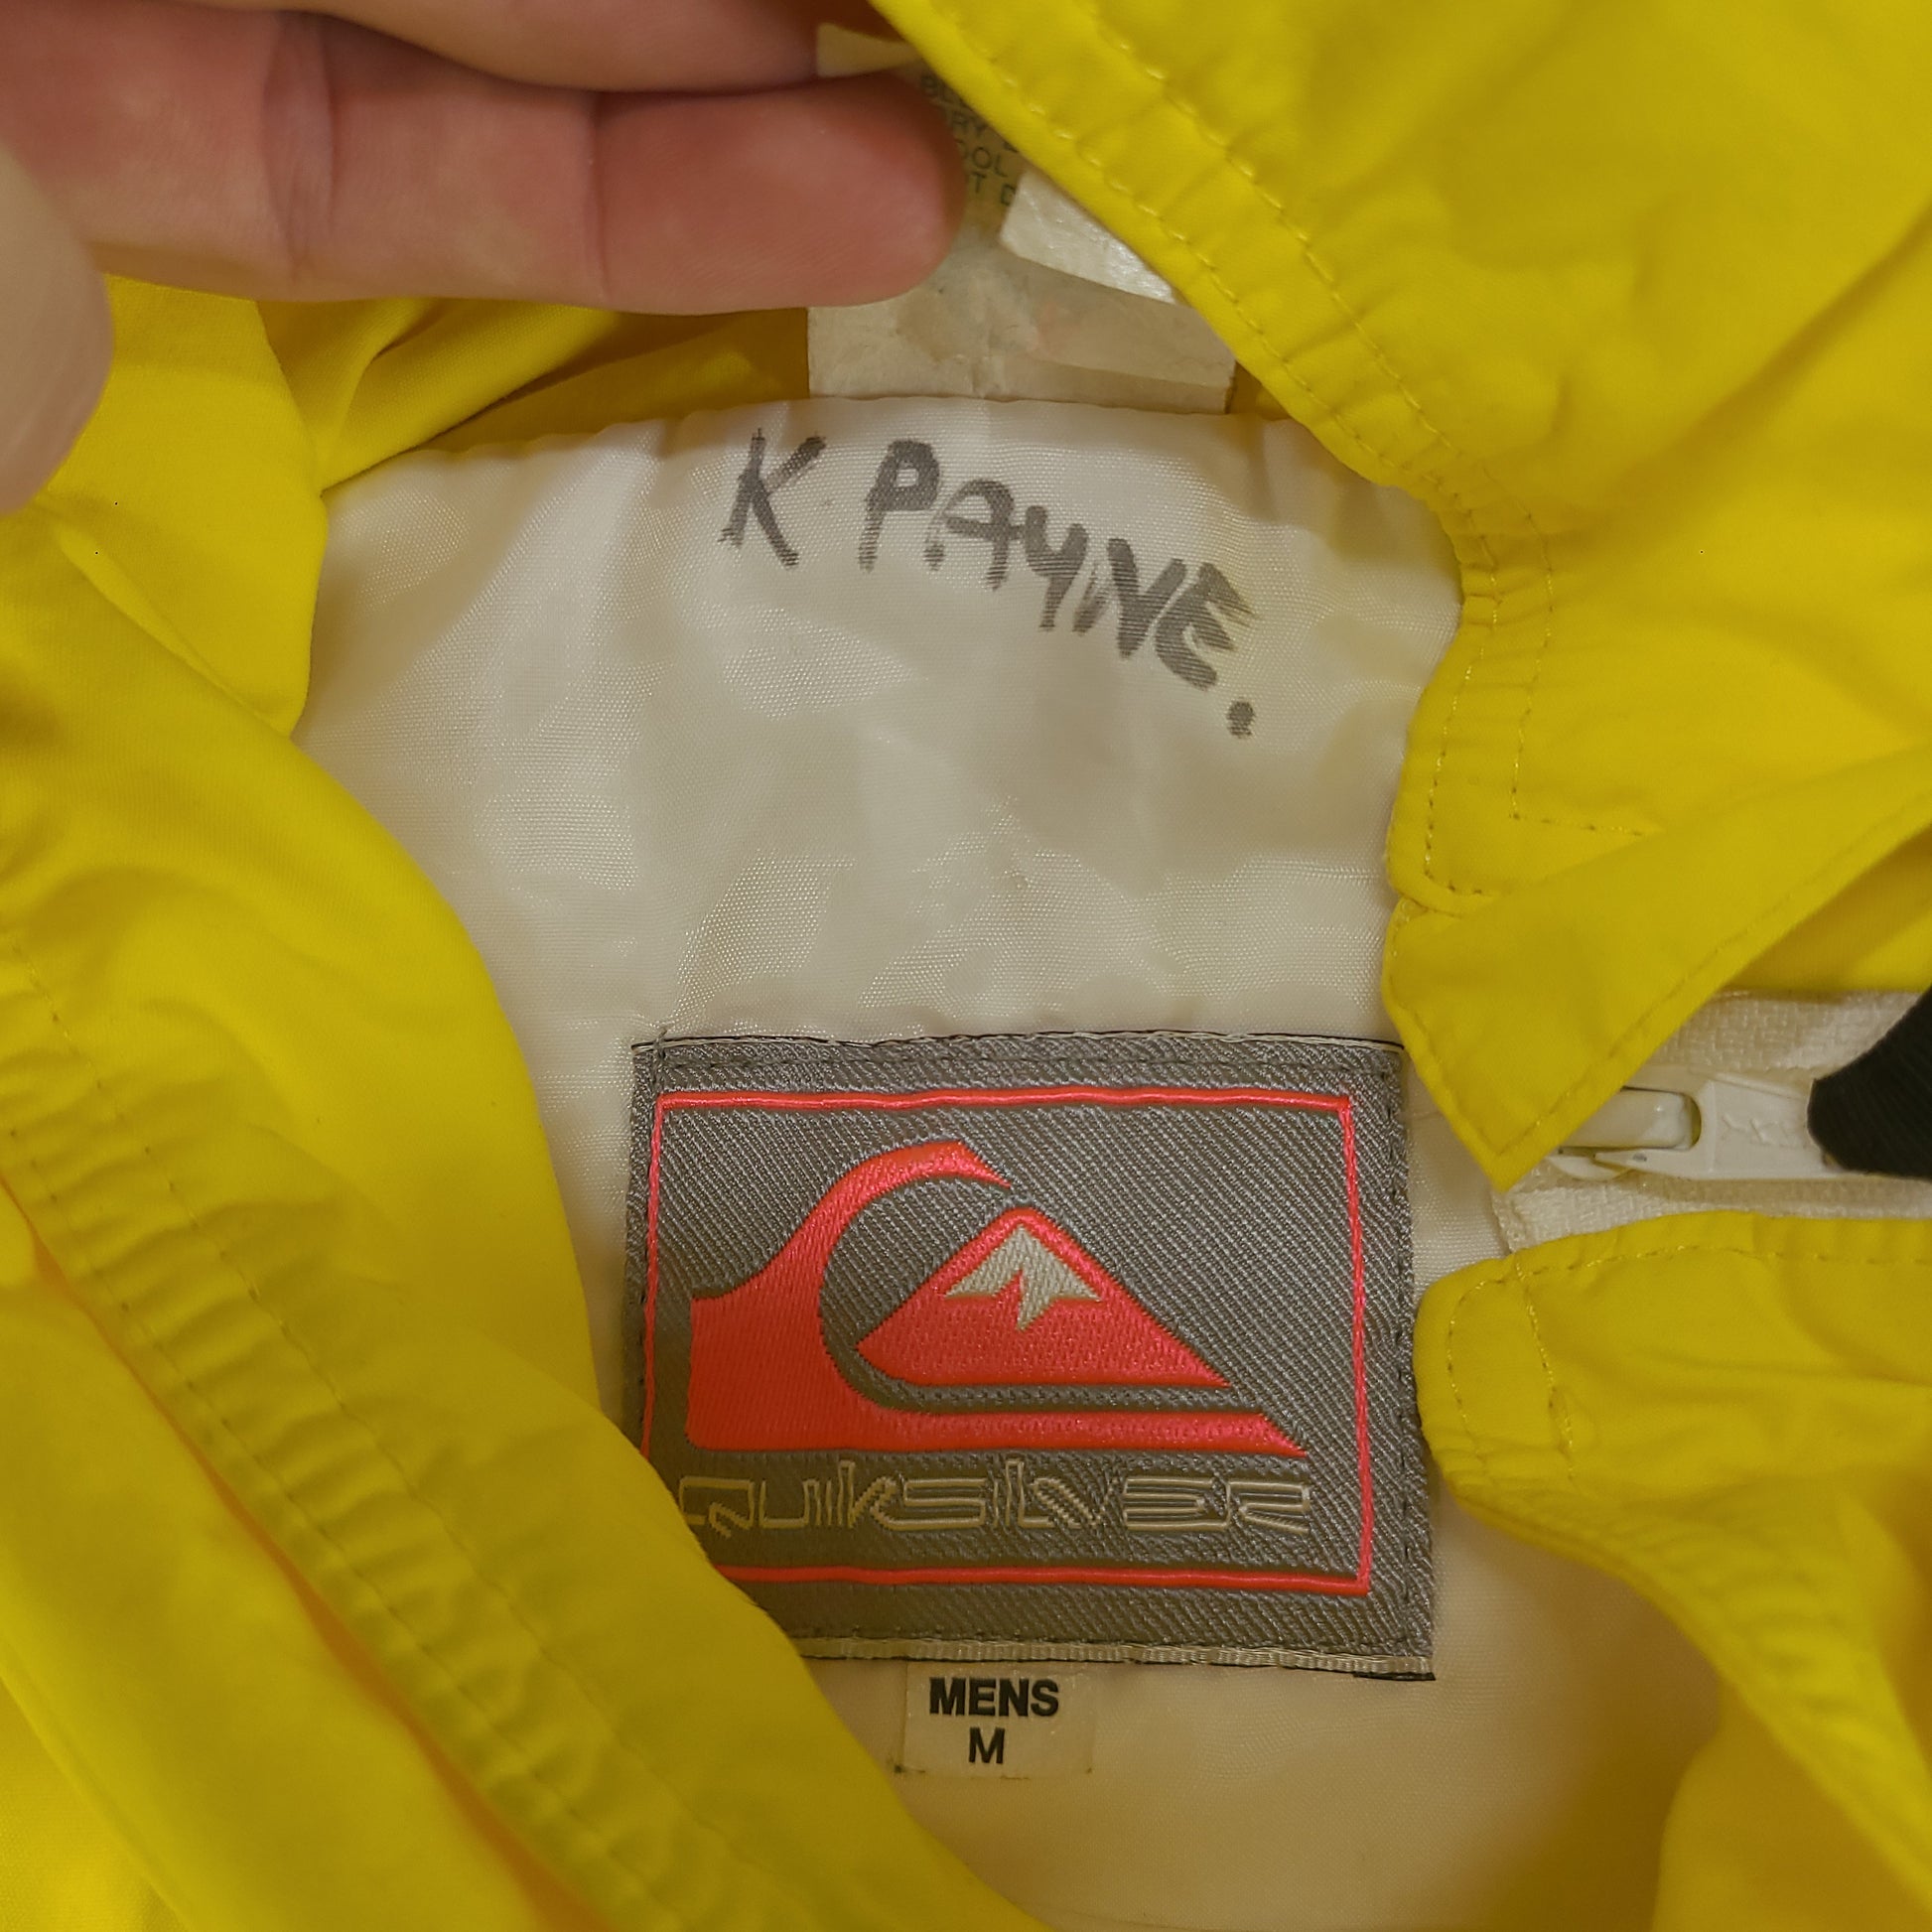 K PAYNE.
QUIKSILVER
MENS
M